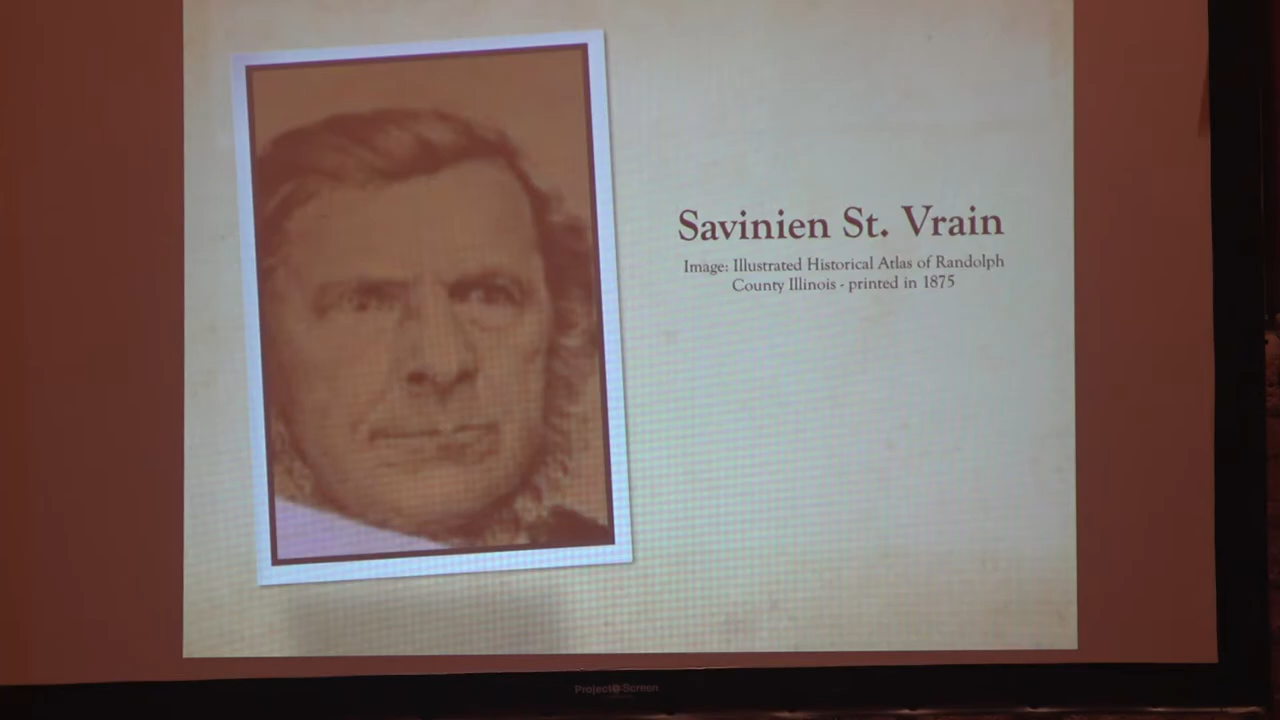 Savinien St. Vrain
Image: Illustrated Historical Atlas of Randolph
County Illinois - printed in 1875
Project@Screen